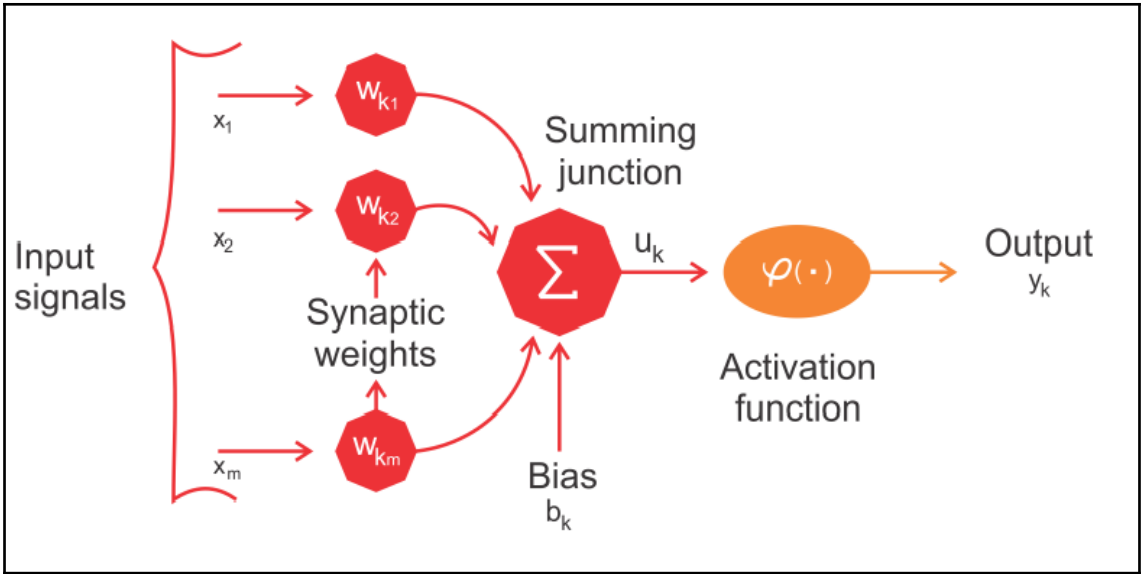 Input
signals
x₁
x₂
xₘ
wₖ₁
wₖ₂
Synaptic
weights
wₖₘ
Summing
junction
Σ
Bias
bₖ
uₖ
φ(·)
Activation
function
Output
yₖ